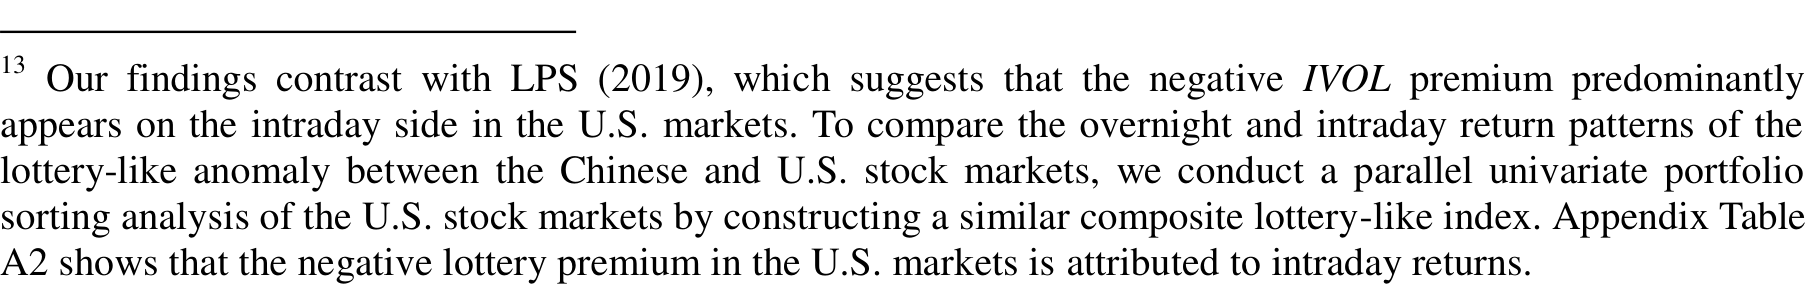 13 Our findings contrast with LPS (2019), which suggests that the negative IVOL premium predominantly
appears on the intraday side in the U.S. markets. To compare the overnight and intraday return patterns of the
lottery-like anomaly between the Chinese and U.S. stock markets, we conduct a parallel univariate portfolio
sorting analysis of the U.S. stock markets by constructing a similar composite lottery-like index. Appendix Table
A2 shows that the negative lottery premium in the U.S. markets is attributed to intraday returns.